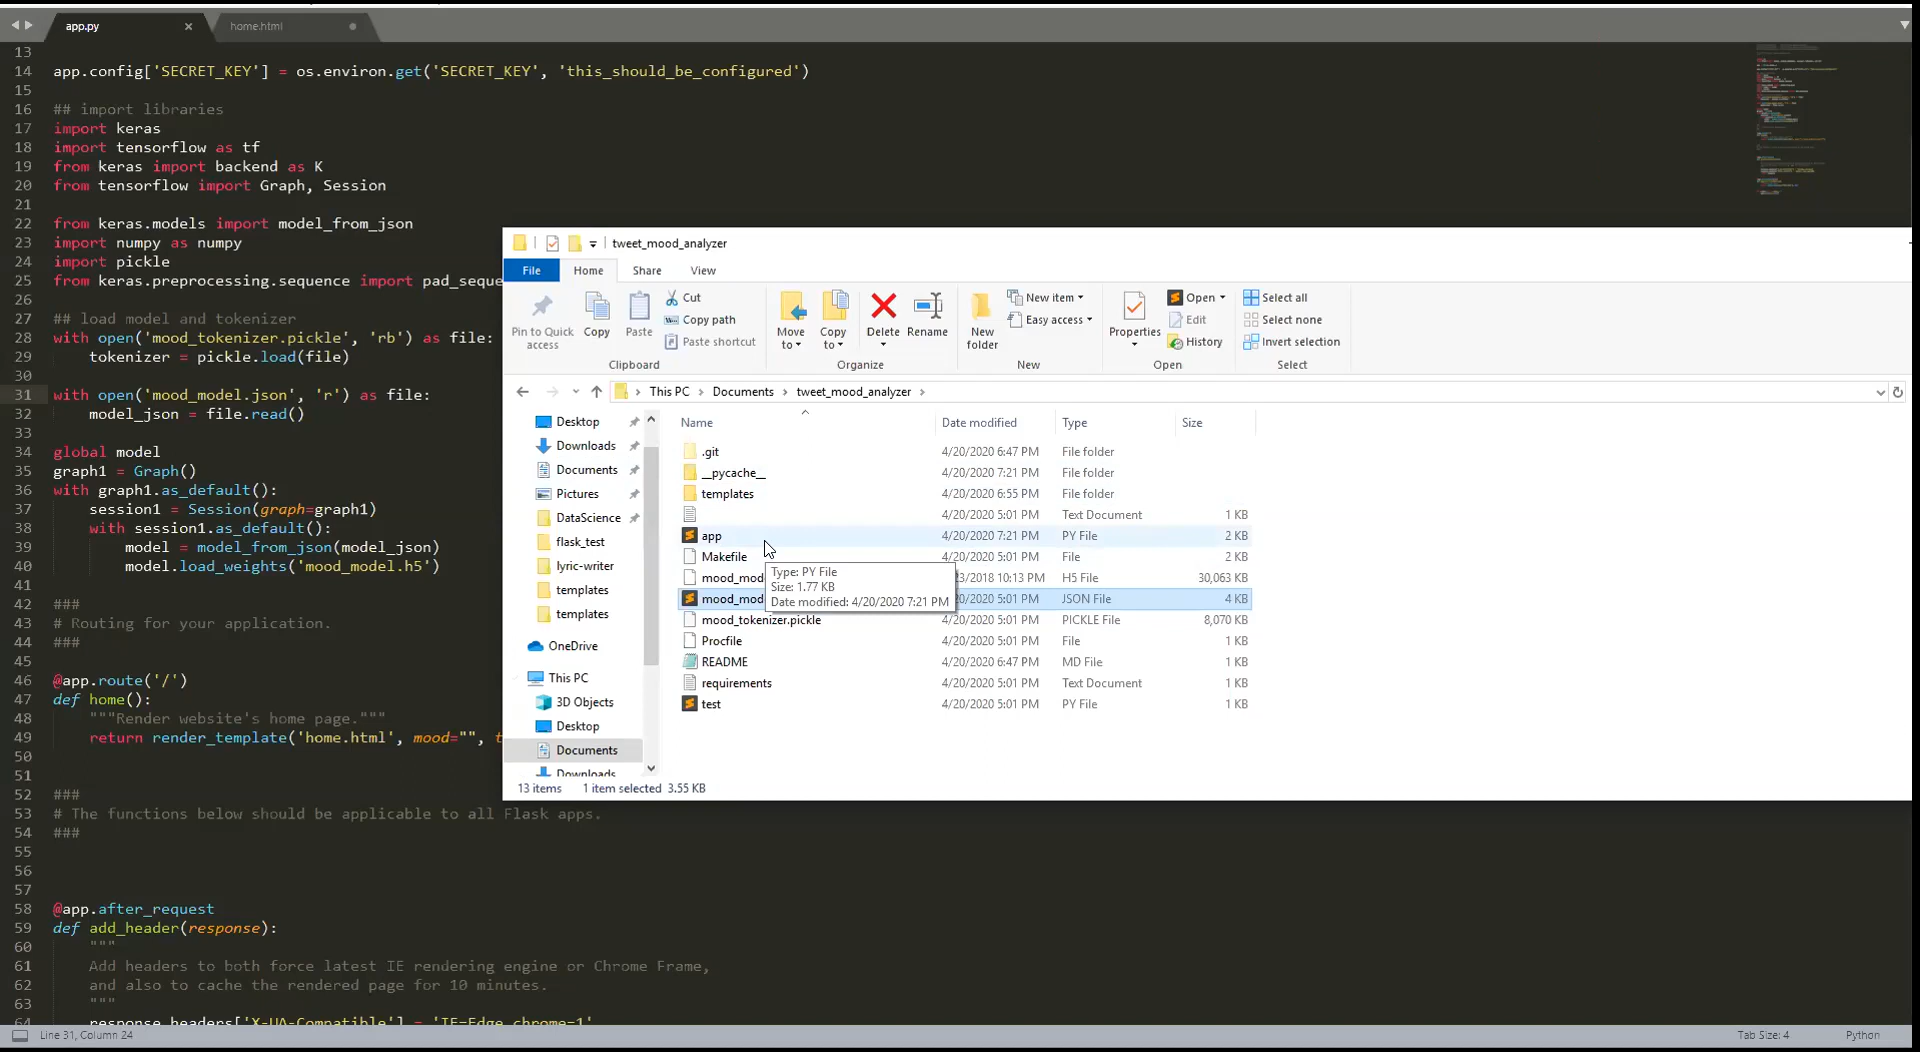 app.py
home.html
13
14 app.config['SECRET_KEY'] = os.environ.get('SECRET_KEY', 'this_should_be_configured')
15
16 ## import libraries
17 import keras
18 import tensorflow as tf
19 from keras import backend as K
20 from tensorflow import Graph, Session
21
22 from keras.models import model_from_json
23 import numpy as numpy
24 import pickle
25 from keras.preprocessing.sequence import pad_seque
26
27 ## load model and tokenizer
28 with open('mood_tokenizer.pickle', 'rb') as file:
29 tokenizer = pickle.load(file)
30
31 with open('mood_model.json', 'r') as file:
32 model_json = file.read()
33
34 global model
35 graph1 = Graph()
36 with graph1.as_default():
37 session1 = Session(graph=graph1)
38 with session1.as_default():
39 model = model_from_json(model_json)
40 model.load_weights('mood_model.h5')
41
42 ###
43 # Routing for your application.
44 ###
45
46 @app.route('/')
47 def home():
48 """Render website's home page."""
49 return render_template('home.html', mood="", t
50
51
52 ###
53 # The functions below should be applicable to all Flask apps.
54 ###
55
56
57
58 @app.after_request
59 def add_header(response):
60 """
61 Add headers to both force latest IE rendering engine or Chrome Frame,
62 and also to cache the rendered page for 10 minutes.
63 """
64 response.headers['X-UA-Compatible'] = 'IE=Edge,chrome=1'
Line 31, Column 24
Tab Size: 4
Python
tweet_mood_analyzer
File Home Share View
Pin to Quick access
Copy
Paste
Cut
Copy path
Paste shortcut
Clipboard
Move to
Copy to
Delete
Rename
Organize
New folder
New item
Easy access
New
Properties
Open
Edit
History
Open
Select all
Select none
Invert selection
Select
This PC > Documents > tweet_mood_analyzer >
Desktop
Downloads
Documents
Pictures
DataScience
flask_test
lyric-writer
templates
templates
OneDrive
This PC
3D Objects
Desktop
Documents
Downloads
Name Date modified Type Size
.git 4/20/2020 6:47 PM File folder
__pycache__ 4/20/2020 7:21 PM File folder
templates 4/20/2020 6:55 PM File folder
4/20/2020 5:01 PM Text Document 1 KB
app 4/20/2020 7:21 PM PY File 2 KB
Makefile 4/20/2020 5:01 PM File 2 KB
mood_mod 23/2018 10:13 PM H5 File 30,063 KB
mood_mod 20/2020 5:01 PM JSON File 4 KB
mood_tokenizer.pickle 4/20/2020 5:01 PM PICKLE File 8,070 KB
Procfile 4/20/2020 5:01 PM File 1 KB
README 4/20/2020 6:47 PM MD File 1 KB
requirements 4/20/2020 5:01 PM Text Document 1 KB
test 4/20/2020 5:01 PM PY File 1 KB
Type: PY File
Size: 1.77 KB
Date modified: 4/20/2020 7:21 PM
13 items 1 item selected 3.55 KB